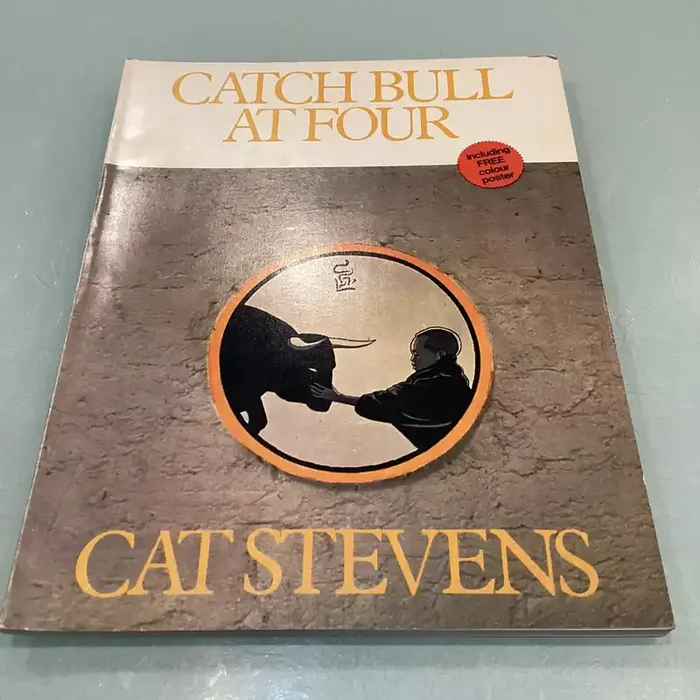 CATCH BULL
AT FOUR
including
FREE
colour
poster
CAT STEVENS